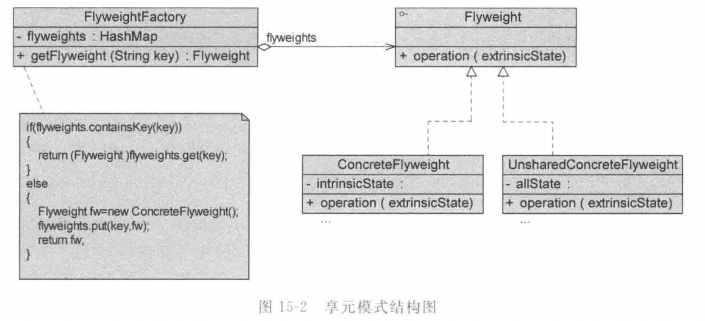 FlyweightFactory
- flyweights : HashMap
+ getFlyweight (String key) : Flyweight
flyweights
Flyweight
+ operation ( extrinsicState)
if(flyweights.containsKey(key))
{
return (Flyweight )flyweights.get(key);
}
else
{
Flyweight fw=new ConcreteFlyweight();
flyweights.put(key,fw);
return fw;
}
ConcreteFlyweight
- intrinsicState :
+ operation ( extrinsicState)
...
UnsharedConcreteFlyweight
- allState :
+ operation ( extrinsicState)
...
图 15-2 享元模式结构图